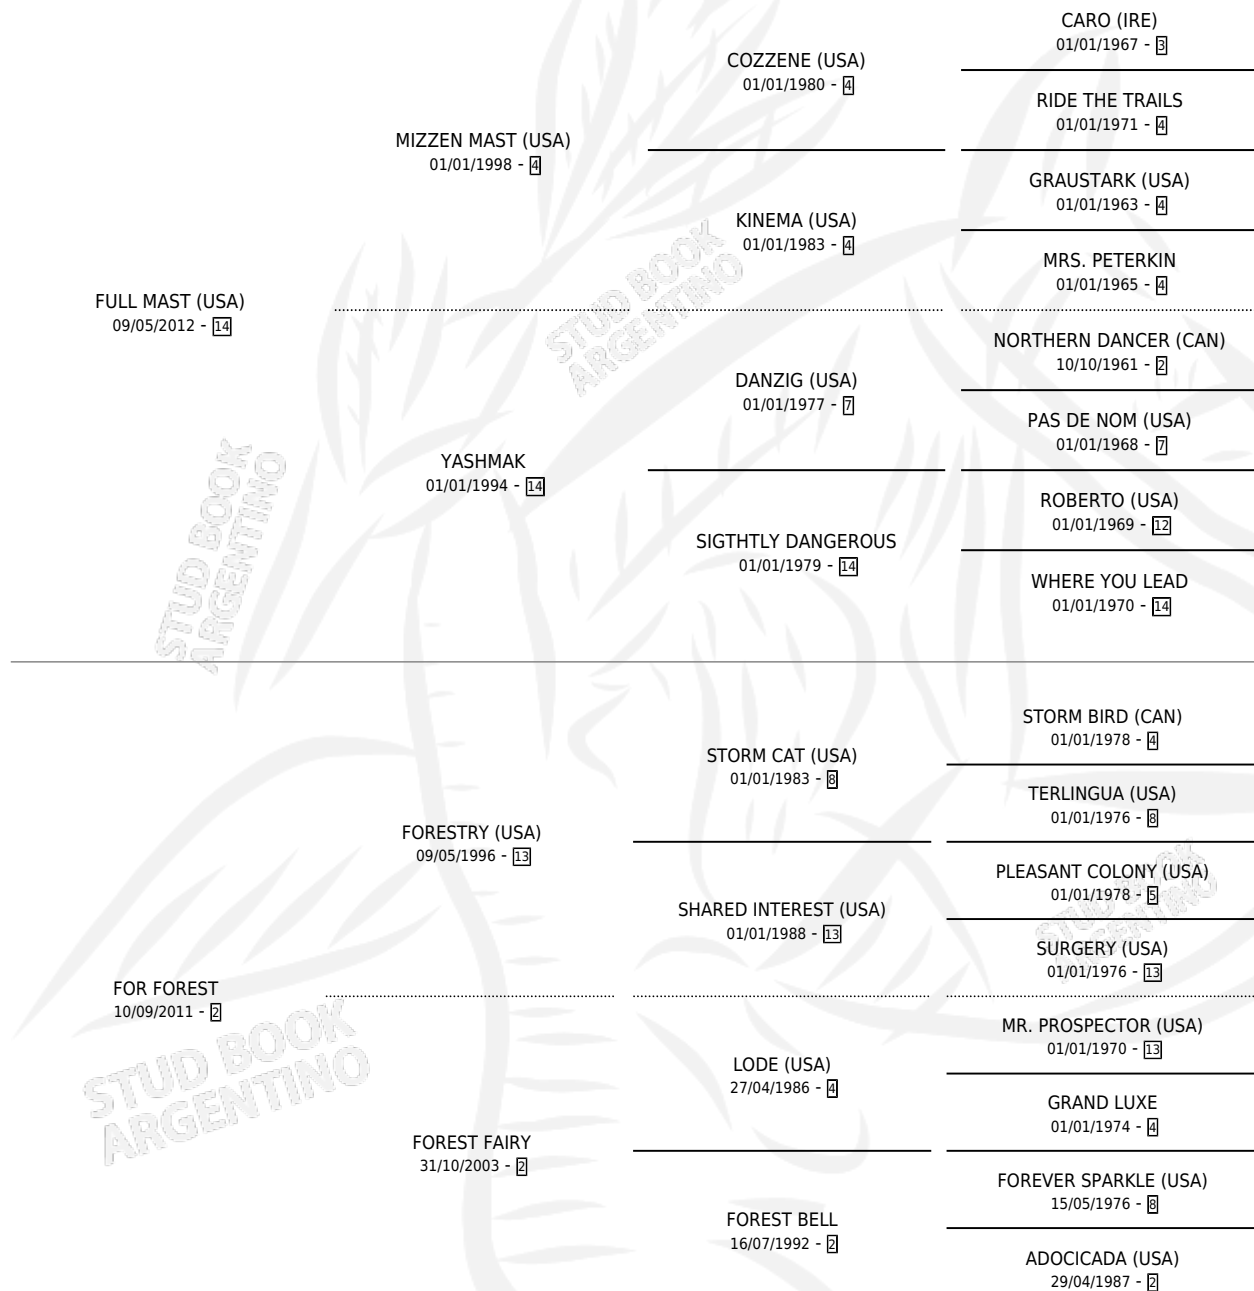 CARO (IRE)
01/01/1967 - 3
COZZENE (USA)
01/01/1980 - 4
RIDE THE TRAILS
01/01/1971 - 4
MIZZEN MAST (USA)
01/01/1998 - 4
GRAUSTARK (USA)
01/01/1963 - 4
KINEMA (USA)
01/01/1983 - 4
MRS. PETERKIN
01/01/1965 - 4
FULL MAST (USA)
09/05/2012 - 14
NORTHERN DANCER (CAN)
10/10/1961 - 2
DANZIG (USA)
01/01/1977 - 7
PAS DE NOM (USA)
01/01/1968 - 7
YASHMAK
01/01/1994 - 14
ROBERTO (USA)
01/01/1969 - 12
SIGTHTLY DANGEROUS
01/01/1979 - 14
WHERE YOU LEAD
01/01/1970 - 14
STORM BIRD (CAN)
01/01/1978 - 4
STORM CAT (USA)
01/01/1983 - 8
TERLINGUA (USA)
01/01/1976 - 8
FORESTRY (USA)
09/05/1996 - 13
PLEASANT COLONY (USA)
01/01/1978 - 5
SHARED INTEREST (USA)
01/01/1988 - 13
SURGERY (USA)
01/01/1976 - 13
FOR FOREST
10/09/2011 - 2
MR. PROSPECTOR (USA)
01/01/1970 - 13
LODE (USA)
27/04/1986 - 4
GRAND LUXE
01/01/1974 - 4
FOREST FAIRY
31/10/2003 - 2
FOREVER SPARKLE (USA)
15/05/1976 - 8
FOREST BELL
16/07/1992 - 2
ADOCICADA (USA)
29/04/1987 - 2
STUD BOOK
ARGENTINO
STUD BOOK
ARGENTINO
STUD BOOK
ARGENTINO
STUD BOOK
ARGENTINO